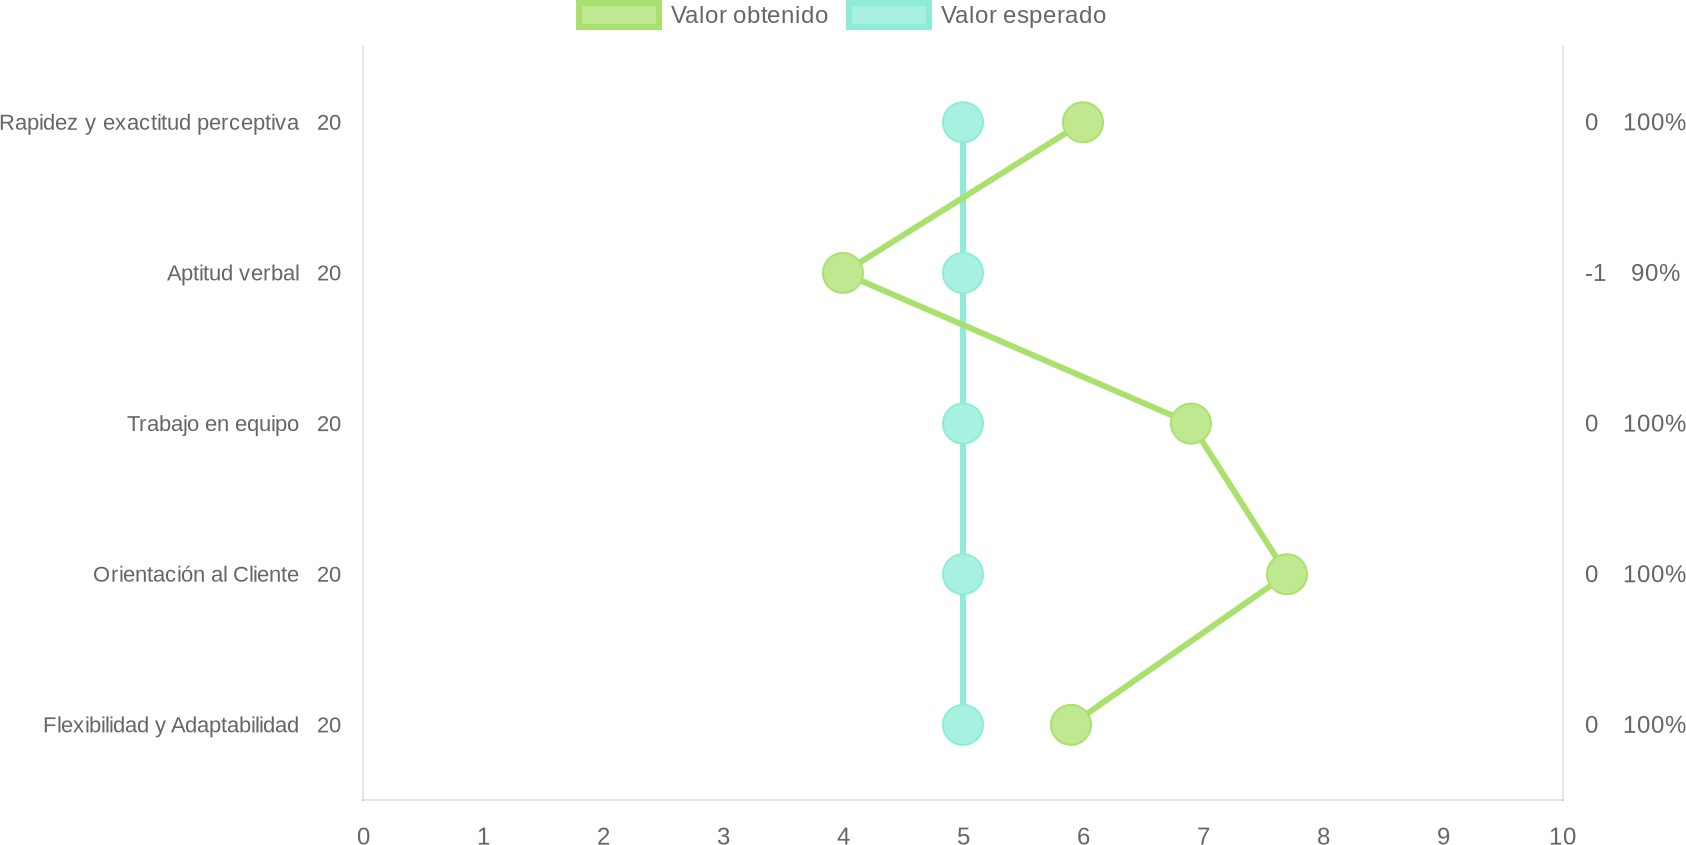 Valor obtenido Valor esperado
Rapidez y exactitud perceptiva 20 0 100%
Aptitud verbal 20 -1 90%
Trabajo en equipo 20 0 100%
Orientación al Cliente 20 0 100%
Flexibilidad y Adaptabilidad 20 0 100%
0 1 2 3 4 5 6 7 8 9 10